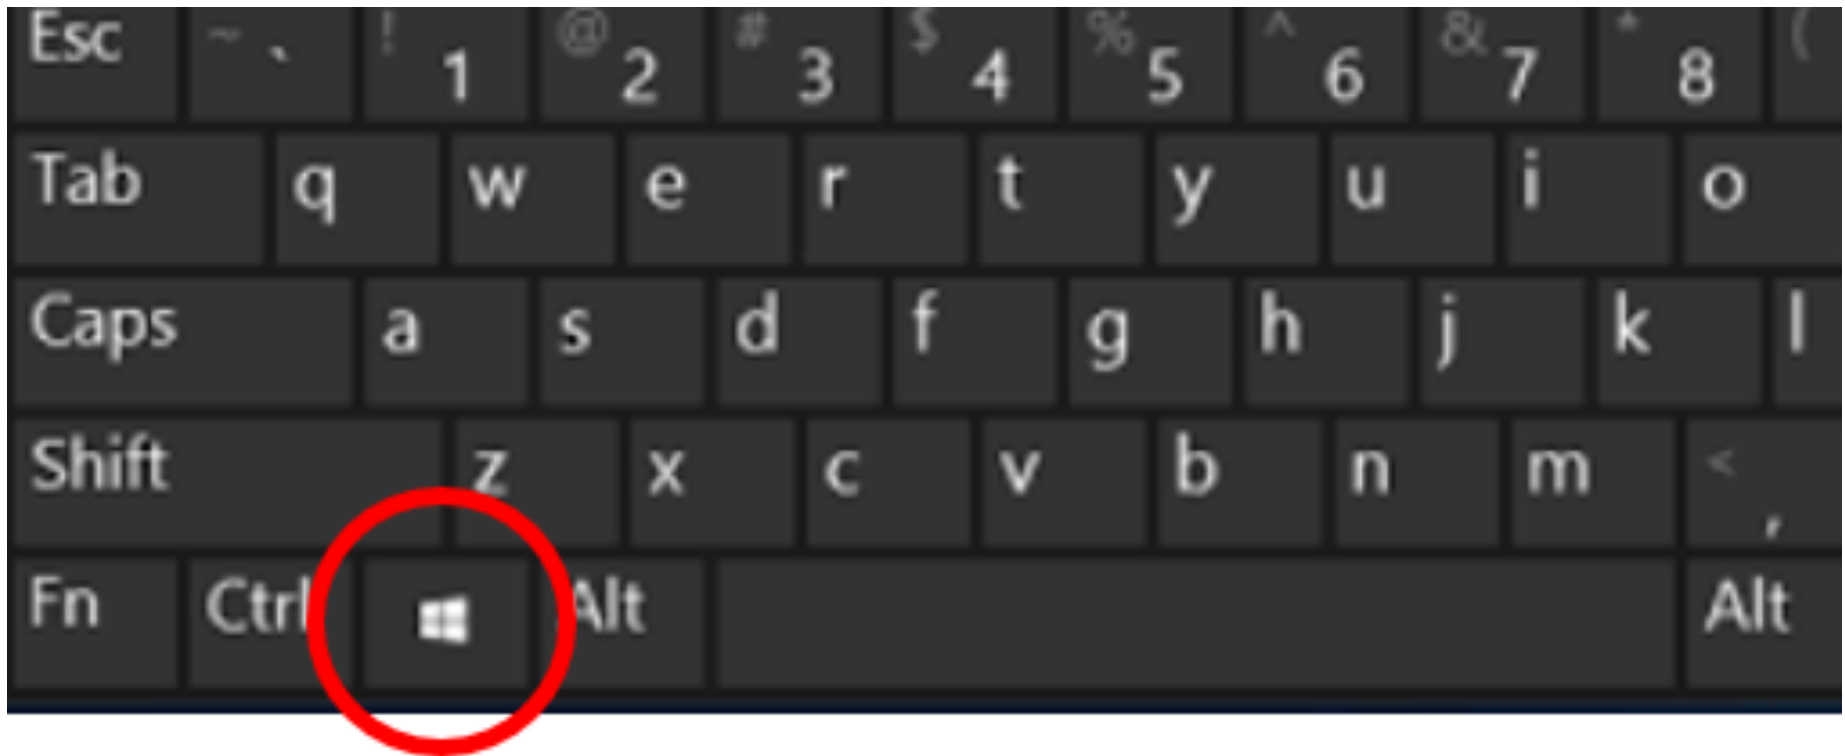 Esc ~ ` ! 1 @ 2 # 3 $ 4 % 5 ^ 6 & 7 * 8 (
Tab q w e r t y u i o
Caps a s d f g h j k l
Shift z x c v b n m < ,
Fn Ctrl Alt Alt